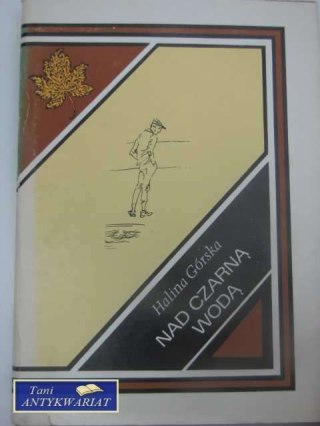 Halina Górska
NAD CZARNĄ
WODĄ
Tani
ANTYKWARIAT